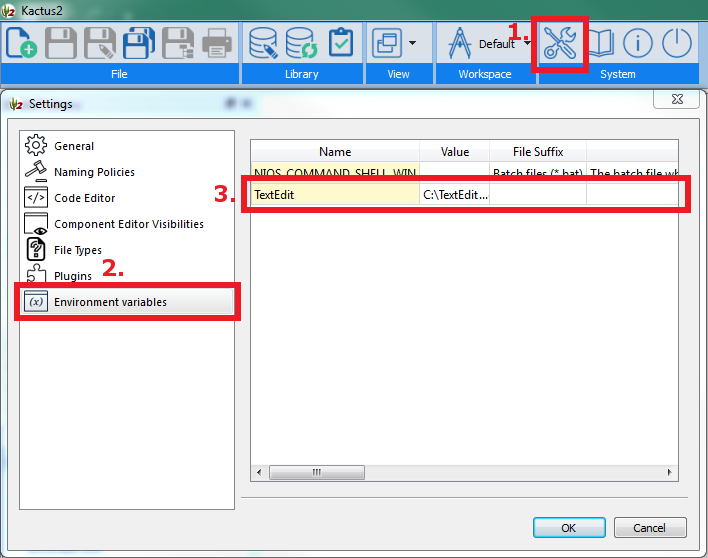 Kactus2
1.
Default
File
Library
View
Workspace
System
Settings
General
Naming Policies
Code Editor
Component Editor Visibilities
File Types
Plugins
2.
Environment variables
Name Value File Suffix
NIOS_COMMAND_SHELL_WIN Batch files (*.bat) The batch file wh
3.
TextEdit C:\TextEdit...
OK Cancel